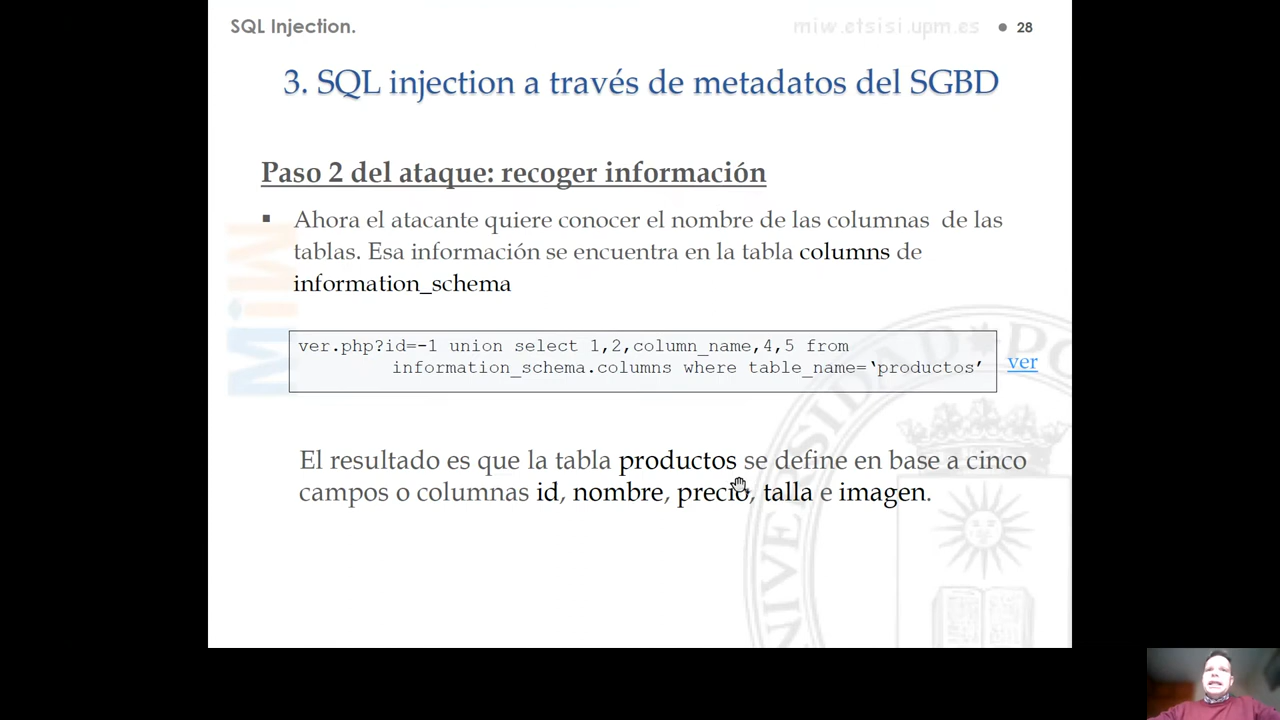 SQL Injection.
miw.etsisi.upm.es
28
3. SQL injection a través de metadatos del SGBD
Paso 2 del ataque: recoger información
Ahora el atacante quiere conocer el nombre de las columnas de las
tablas. Esa información se encuentra en la tabla columns de
information_schema
ver.php?id=-1 union select 1,2,column_name,4,5 from
information_schema.columns where table_name=‘productos’
ver
El resultado es que la tabla productos se define en base a cinco
campos o columnas id, nombre, precio, talla e imagen.
MiW